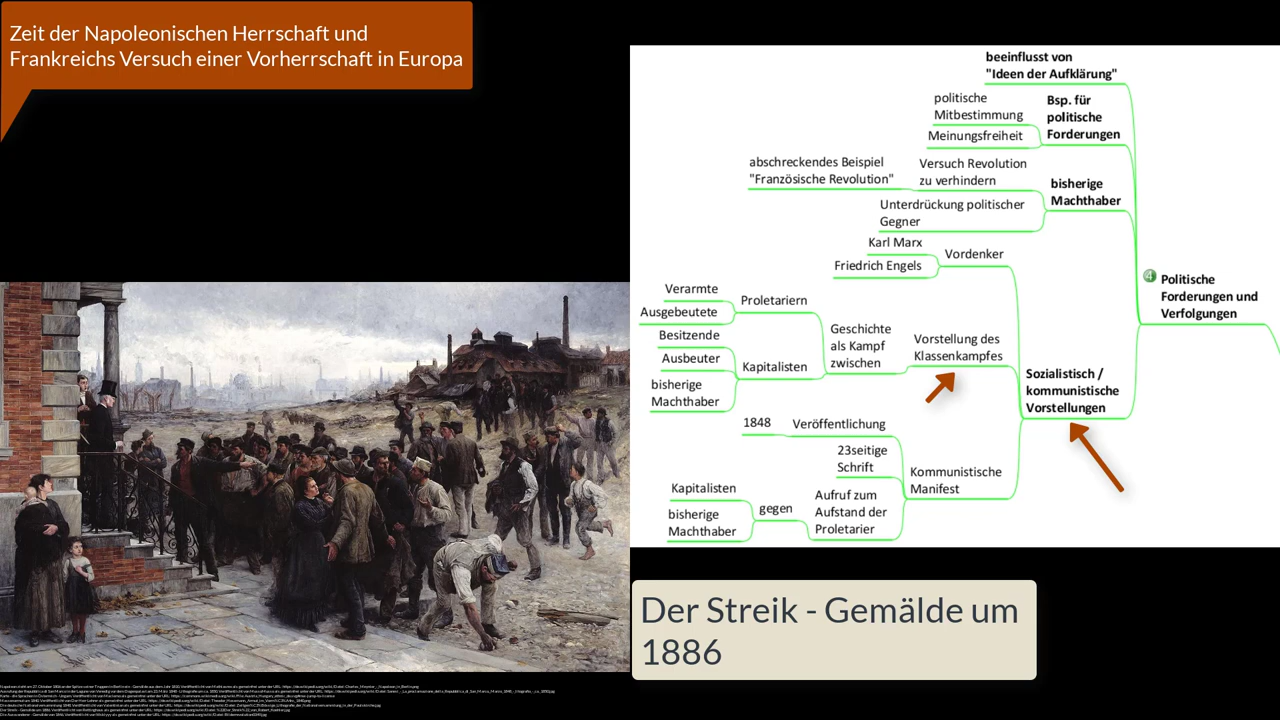 Zeit der Napoleonischen Herrschaft und
Frankreichs Versuch einer Vorherrschaft in Europa
beeinflusst von
"Ideen der Aufklärung"
politische
Mitbestimmung
Meinungsfreiheit
Bsp. für
politische
Forderungen
abschreckendes Beispiel
"Französische Revolution"
Versuch Revolution
zu verhindern
Unterdrückung politischer
Gegner
bisherige
Machthaber
Karl Marx
Friedrich Engels
Vordenker
4 Politische
Forderungen und
Verfolgungen
Verarmte
Ausgebeutete
Proletariern
Besitzende
Ausbeuter
bisherige
Machthaber
Kapitalisten
Geschichte
als Kampf
zwischen
Vorstellung des
Klassenkampfes
Sozialistisch /
kommunistische
Vorstellungen
1848
Veröffentlichung
23seitige
Schrift
Kapitalisten
bisherige
Machthaber
gegen
Aufruf zum
Aufstand der
Proletarier
Kommunistische
Manifest
Der Streik - Gemälde um
1886